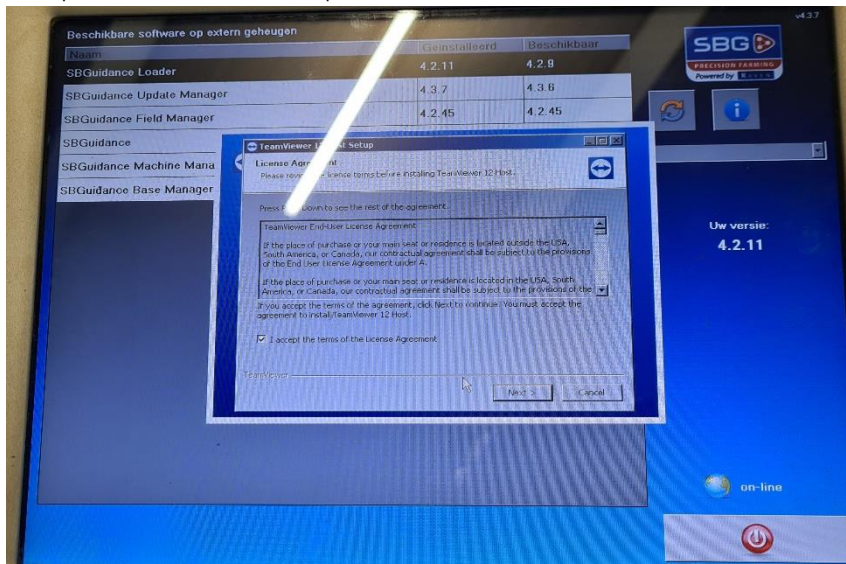 v4.3.7
Beschikbare software op extern geheugen
Naam Geinstalleerd Beschikbaar
SBGuidance Loader 4.2.11 4.2.9
SBGuidance Update Manager 4.3.7 4.3.6
SBGuidance Field Manager 4.2.45 4.2.45
SBGuidance
SBGuidance Machine Mana
SBGuidance Base Manager
SBG
PRECISION FARMING
Powered by RAVEN
Uw versie:
4.2.11
on-line
TeamViewer Setup
License
Please licence terms before installing TeamViewer 12 Host.
Press Down to see the rest of the agreement.
TeamViewer End-User License Agreement
If the place of purchase or your main seat or residence is located outside the USA,
South America, or Canada, our contractual agreement shall be subject to the provisions
of the End User License Agreement under A.
If the place of purchase or your main seat or residence is located in the USA, South
America, or Canada, our contractual agreement shall be subject to the provisions of the
If you accept the terms of the agreement, click Next to continue. You must accept the
agreement to install TeamViewer 12 Host.
I accept the terms of the License Agreement
TeamViewer
Next >
Cancel